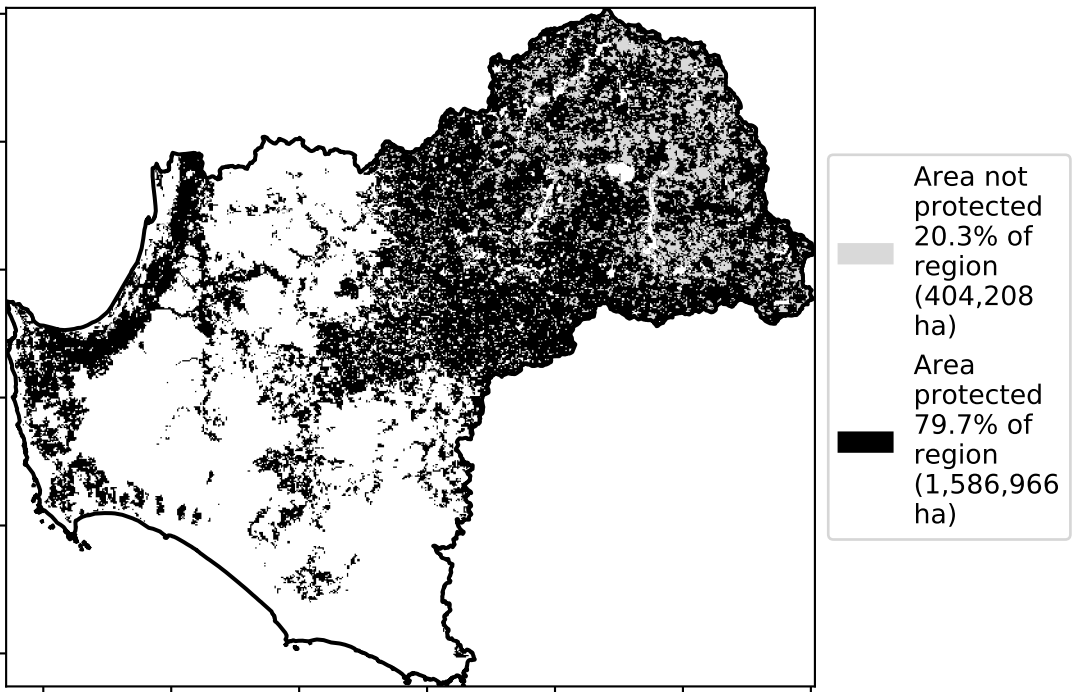 Area not
protected
20.3% of
region
(404,208
ha)
Area
protected
79.7% of
region
(1,586,966
ha)